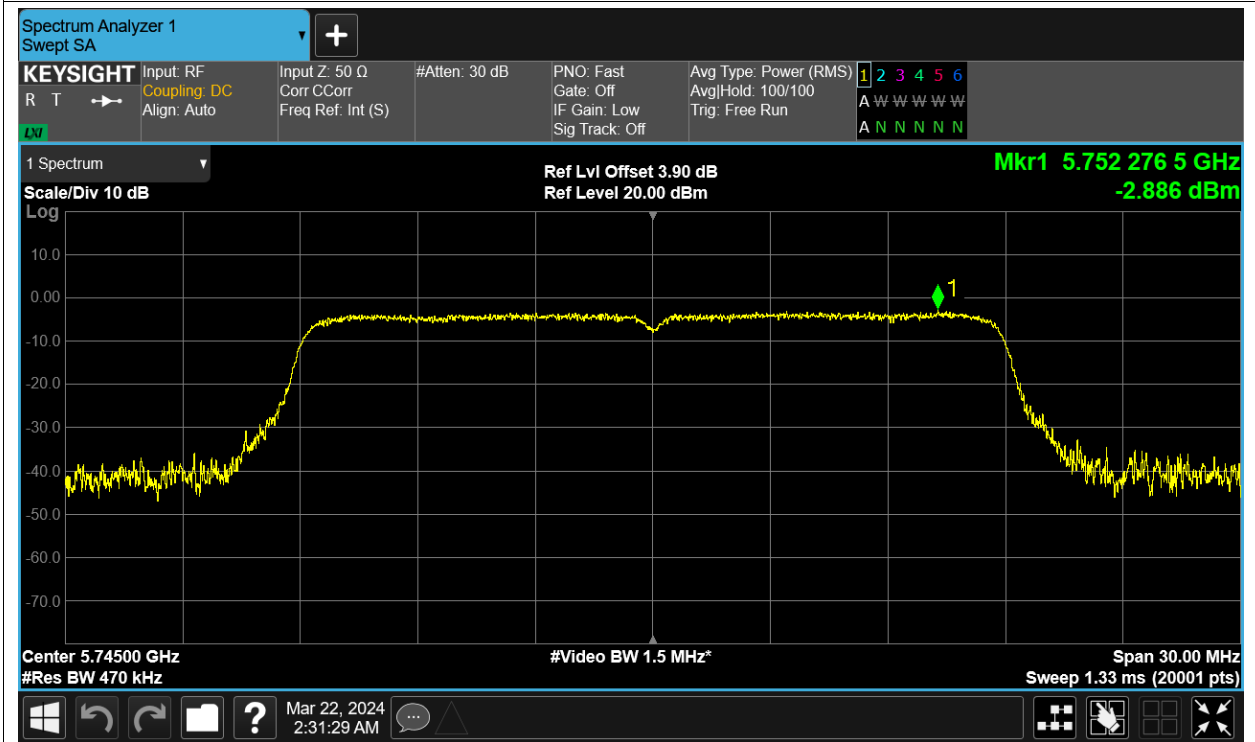 Spectrum Analyzer 1
Swept SA
KEYSIGHT
R T
LXI
Input: RF
Coupling: DC
Align: Auto
Input Z: 50 Ω
Corr CCorr
Freq Ref: Int (S)
#Atten: 30 dB
PNO: Fast
Gate: Off
IF Gain: Low
Sig Track: Off
Avg Type: Power (RMS)
Avg|Hold: 100/100
Trig: Free Run
1 2 3 4 5 6
A W W W W W
A N N N N N
1 Spectrum
Scale/Div 10 dB
Log
Ref Lvl Offset 3.90 dB
Ref Level 20.00 dBm
Mkr1 5.752 276 5 GHz
-2.886 dBm
10.0
0.00
-10.0
-20.0
-30.0
-40.0
-50.0
-60.0
-70.0
1
Center 5.74500 GHz
#Res BW 470 kHz
#Video BW 1.5 MHz*
Span 30.00 MHz
Sweep 1.33 ms (20001 pts)
?
Mar 22, 2024
2:31:29 AM